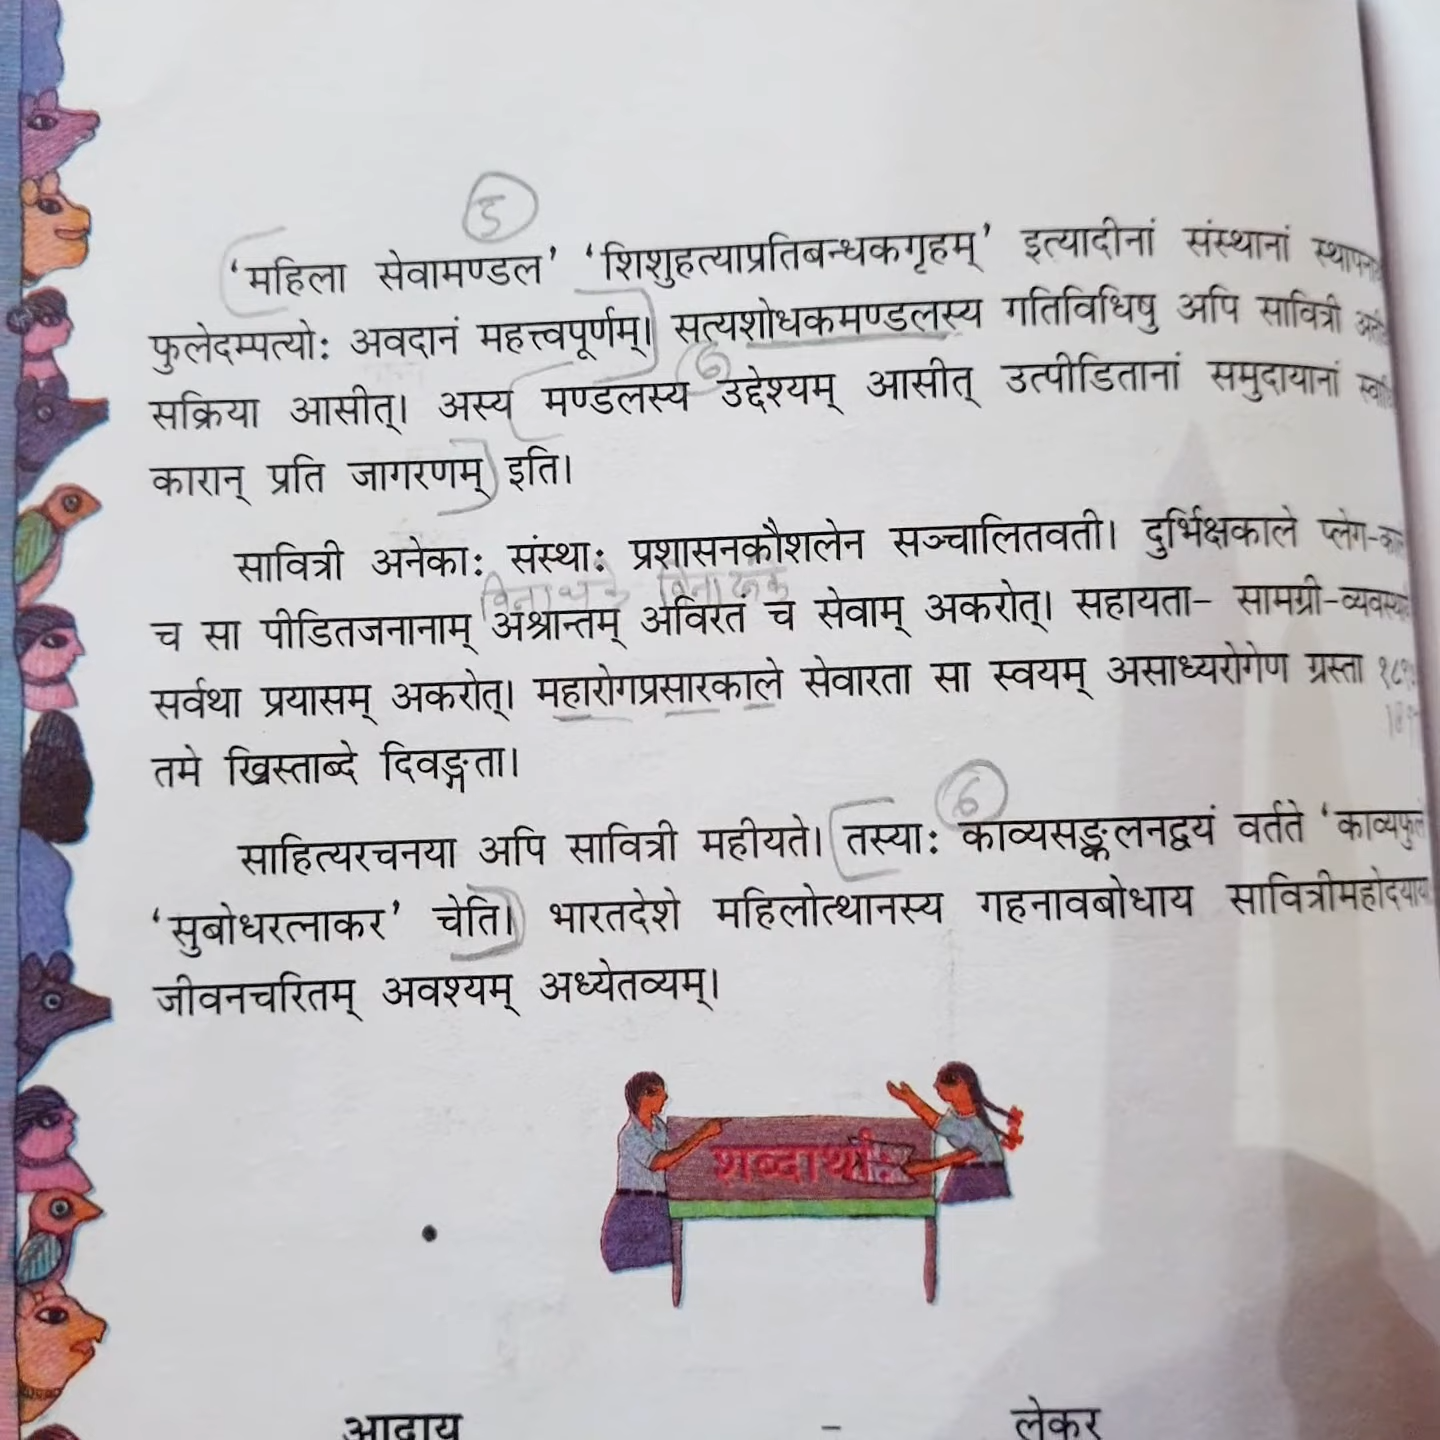 ५
‘महिला सेवामण्डल’ ‘शिशुहत्याप्रतिबन्धकगृहम्’ इत्यादीनां संस्थानां
फुलेदम्पत्योः अवदानं महत्त्वपूर्णम्। सत्यशोधकमण्डलस्य गतिविधिषु अपि सावित्री
६
सक्रिया आसीत्। अस्य मण्डलस्य उद्देश्यम् आसीत् उत्पीडितानां समुदायानां
कारान् प्रति जागरणम् इति।
सावित्री अनेकाः संस्थाः प्रशासनकौशलेन सञ्चालितवती। दुर्भिक्षकाले प्लेग-
च सा पीडितजनानाम् अश्रान्तम् अविरतं च सेवाम् अकरोत्। सहायता- सामग्री-
सर्वथा प्रयासम् अकरोत्। महारोगप्रसारकाले सेवारता सा स्वयम् असाध्यरोगेण ग्रस्ता
तमे ख्रिस्ताब्दे दिवङ्गता।
6
साहित्यरचनया अपि सावित्री महीयते। तस्याः काव्यसङ्कलनद्वयं वर्तते
‘सुबोधरत्नाकर’ चेति। भारतदेशे महिलोत्थानस्य गहनावबोधाय सावित्रीमहोदयायाः
जीवनचरितम् अवश्यम् अध्येतव्यम्।
शब्दार्थाः
आदाय - लेकर